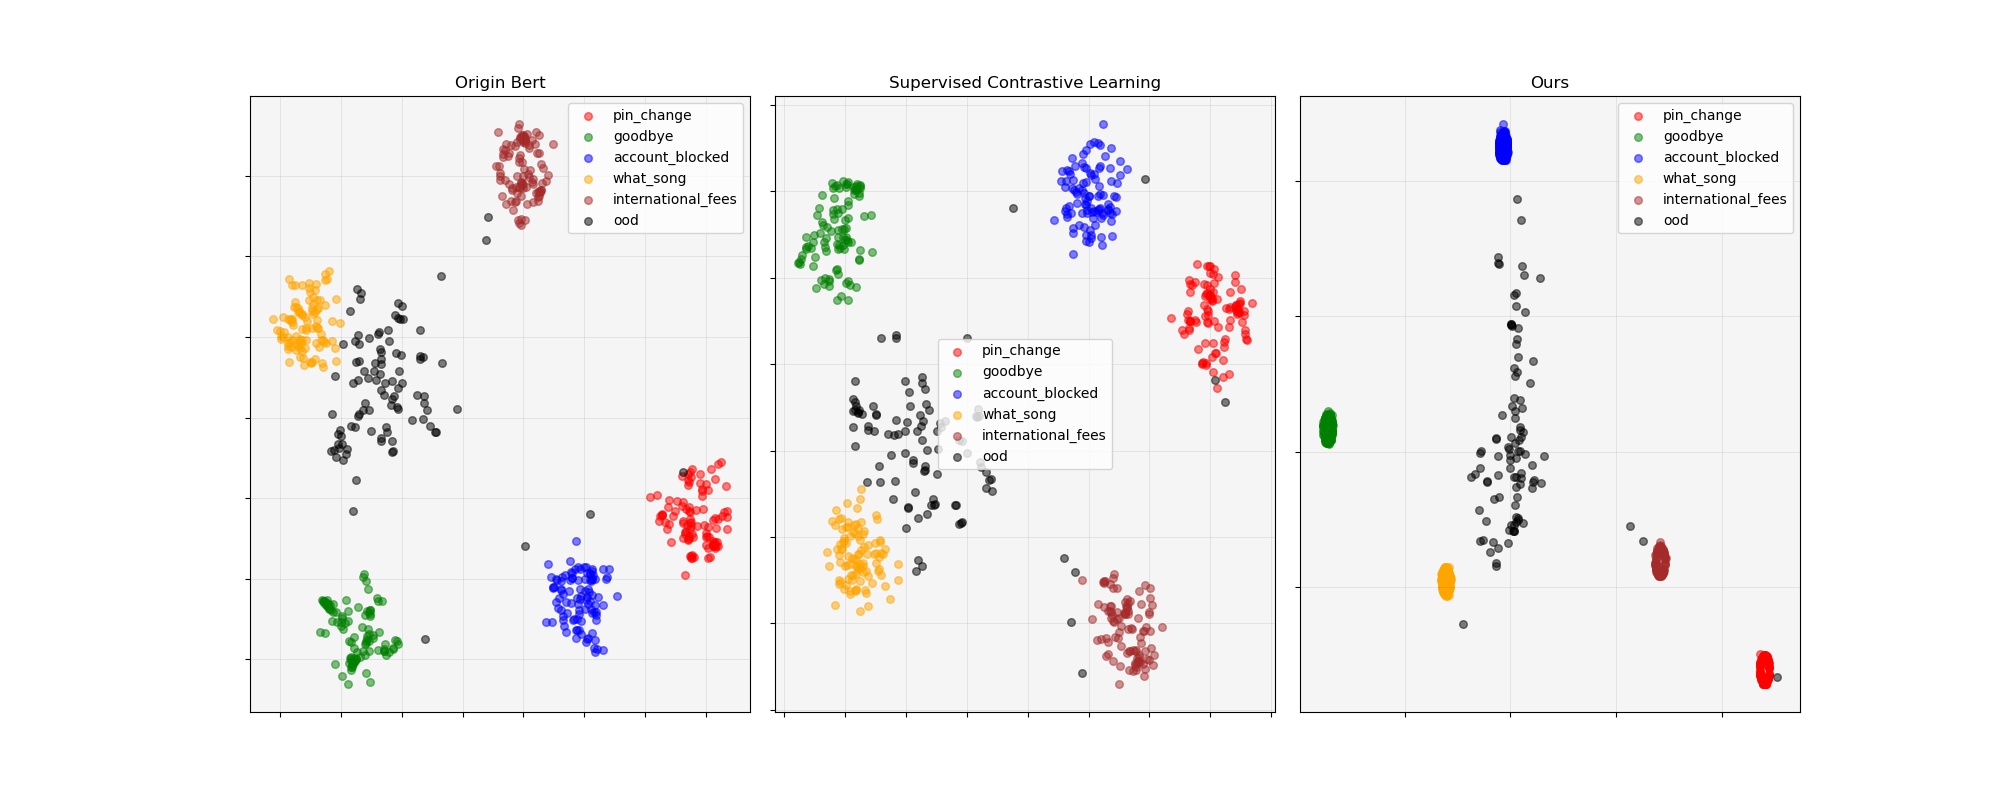 Origin Bert
pin_change
goodbye
account_blocked
what_song
international_fees
ood
Supervised Contrastive Learning
pin_change
goodbye
account_blocked
what_song
international_fees
ood
Ours
pin_change
goodbye
account_blocked
what_song
international_fees
ood